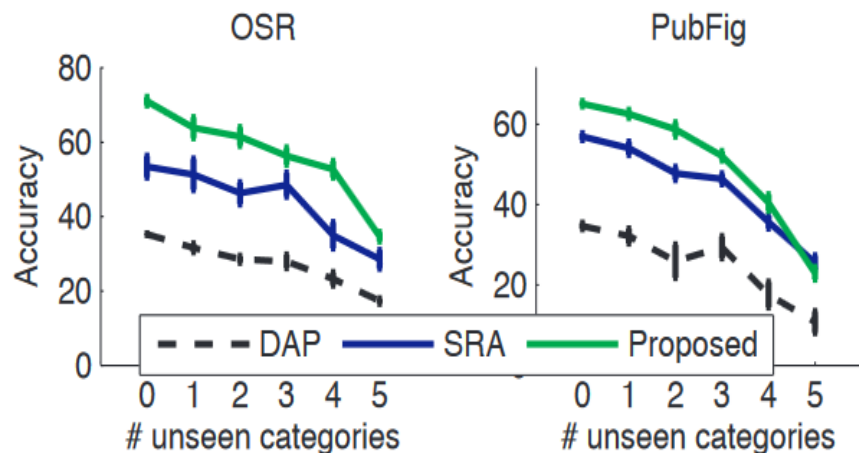 OSR
PubFig
80
60
40
20
0
Accuracy
60
40
20
Accuracy
DAP SRA Proposed
0 1 2 3 4 5
0 1 2 3 4 5
# unseen categories
# unseen categories